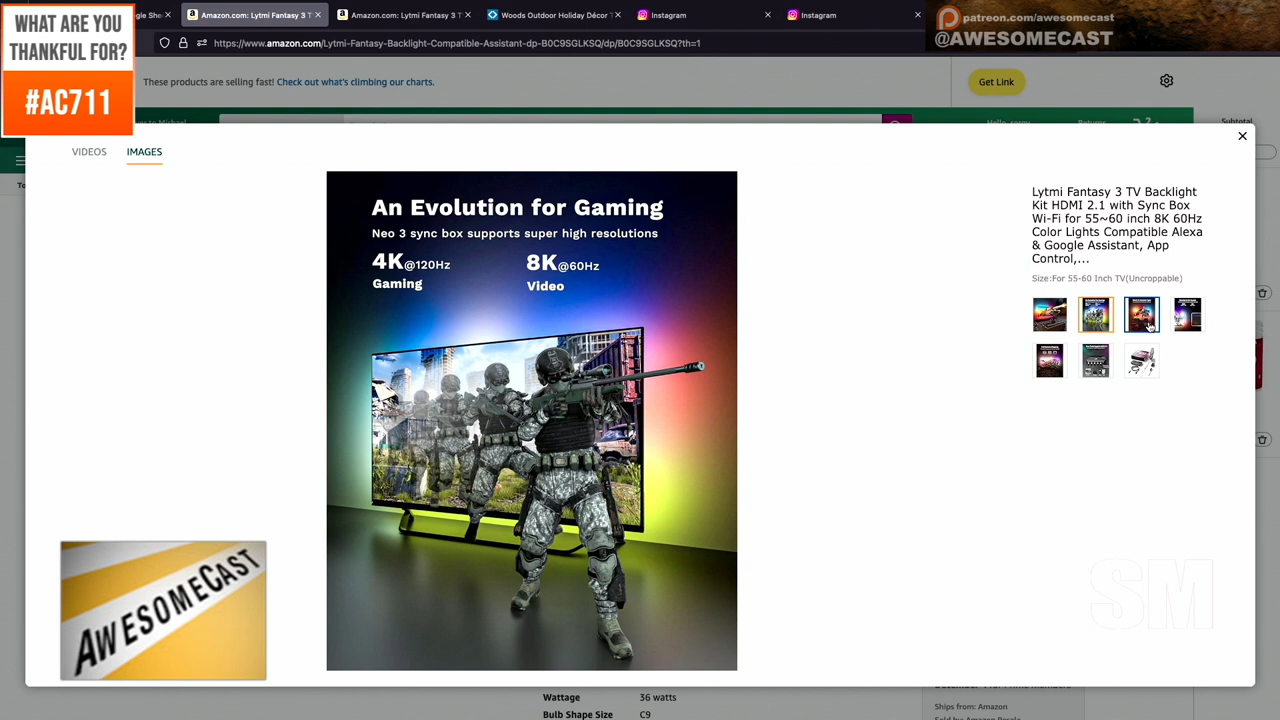 WHAT ARE YOU
THANKFUL FOR?
#AC711
Amazon.com: Lytmi Fantasy 3 T
Amazon.com: Lytmi Fantasy 3 T
Woods Outdoor Holiday Décor
Instagram
Instagram
patreon.com/awesomecast
@AWESOMECAST
https://www.amazon.com/Lytmi-Fantasy-Backlight-Compatible-Assistant-dp-B0C9SGLKSQ/dp/B0C9SGLKSQ?th=1
These products are selling fast! Check out what's climbing our charts.
Get Link
Subtotal
VIDEOS
IMAGES
An Evolution for Gaming
Neo 3 sync box supports super high resolutions
4K@120Hz
Gaming
8K@60Hz
Video
Lytmi Fantasy 3 TV Backlight
Kit HDMI 2.1 with Sync Box
Wi-Fi for 55~60 inch 8K 60Hz
Color Lights Compatible Alexa
& Google Assistant, App
Control,...
Size:For 55-60 Inch TV(Uncroppable)
AWESOMECAST
SM
Wattage 36 watts
Bulb Shape Size C9
Ships from: Amazon